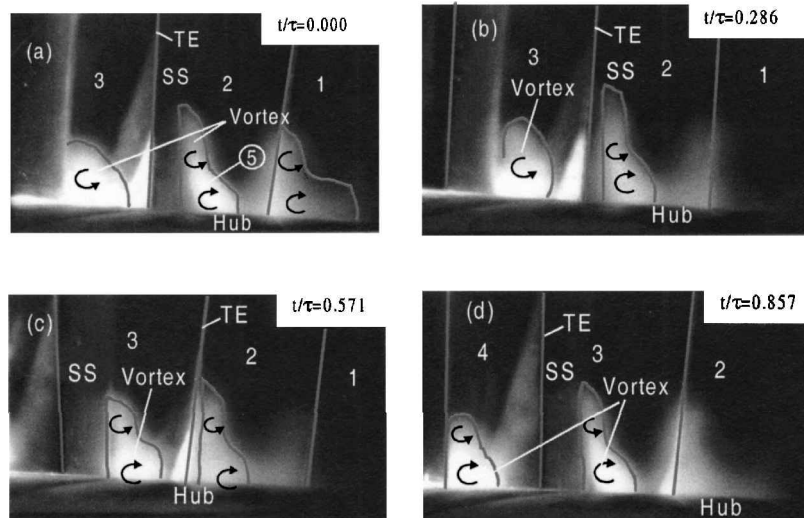 (a)
t/τ=0.000
TE
SS
3
2
1
Vortex
5
Hub
(b)
t/τ=0.286
TE
3
SS
2
1
Vortex
Hub
(c)
t/τ=0.571
TE
3
2
1
SS
Vortex
Hub
(d)
t/τ=0.857
TE
4
3
2
SS
Vortex
Hub